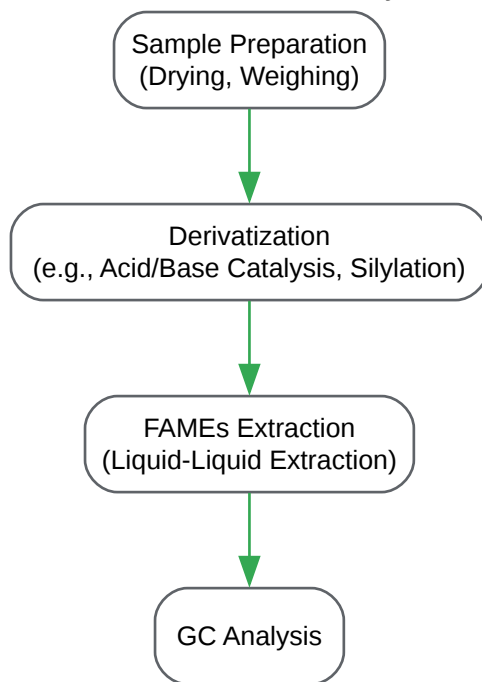 Sample Preparation
(Drying, Weighing)
Derivatization
(e.g., Acid/Base Catalysis, Silylation)
FAMEs Extraction
(Liquid-Liquid Extraction)
GC Analysis